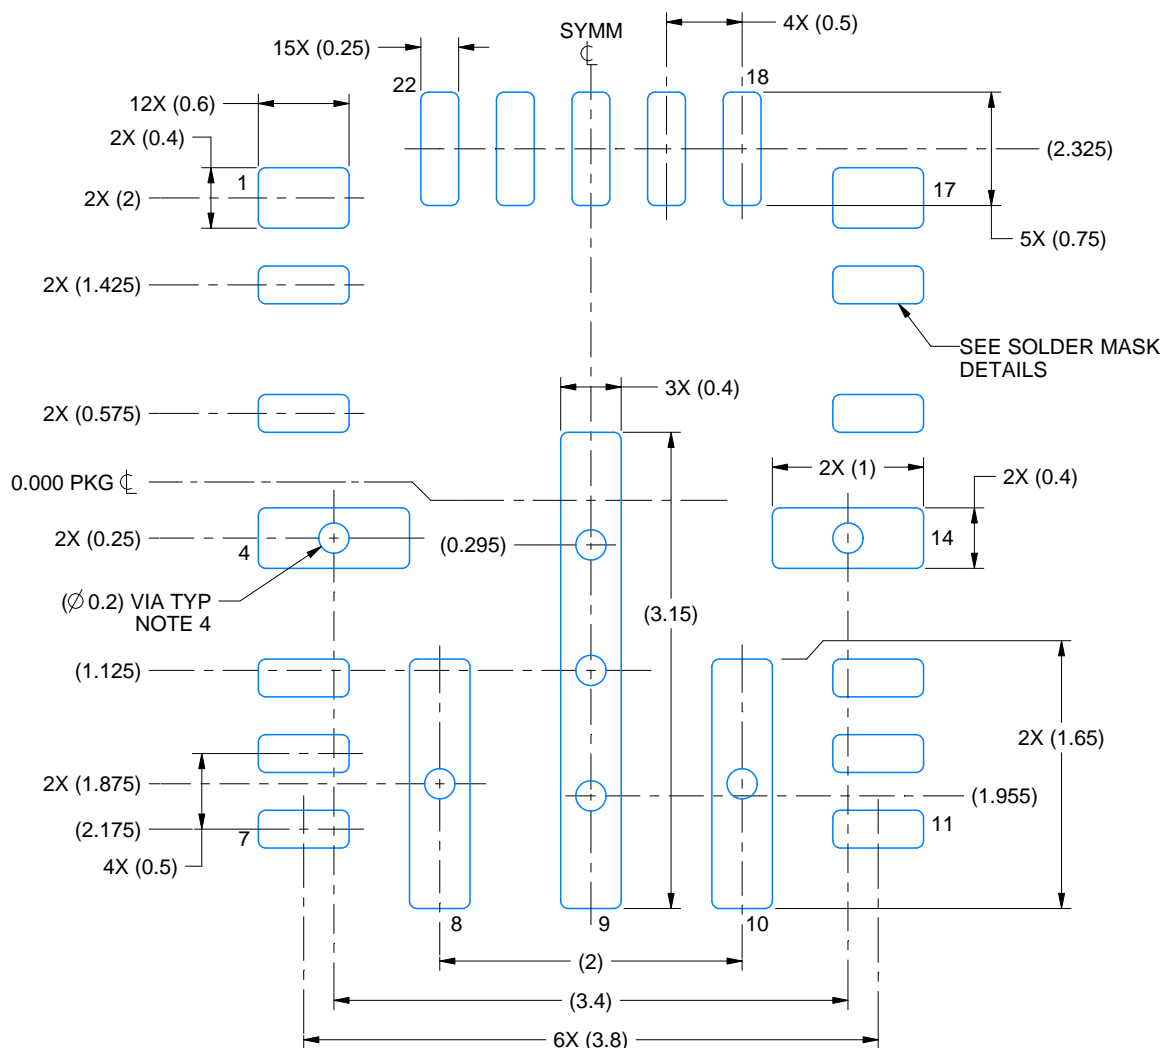 SYMM
4X (0.5)
15X (0.25)
22
18
12X (0.6)
2X (0.4)
(2.325)
1
17
2X (2)
5X (0.75)
2X (1.425)
SEE SOLDER MASK
DETAILS
3X (0.4)
2X (0.575)
2X (1)
2X (0.4)
0.000 PKG ℄
2X (0.25)
4
(0.295)
14
(∅ 0.2) VIA TYP
NOTE 4
(3.15)
(1.125)
2X (1.65)
2X (1.875)
(1.955)
(2.175)
7
11
4X (0.5)
8
9
10
(2)
(3.4)
6X (3.8)